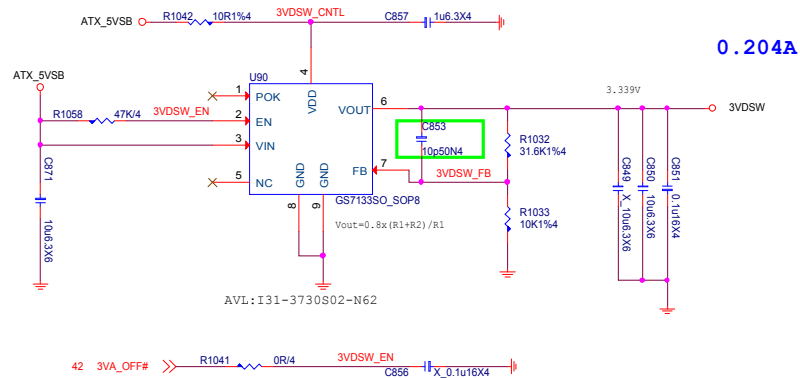 ATX_5VSB
R1042
10R1%4
3VDSW_CNTL
C857
1u6.3X4
0.204A
ATX_5VSB
U90
4
3.339V
1
POK
VDD
VOUT
6
3VDSW
R1058
47K/4
3VDSW_EN
2
EN
C853
3
VIN
10p50N4
R1032
31.6K1%4
C871
10u6.3X6
FB
7
3VDSW_FB
5
NC
GND
GND
GS7133SO_SOP8
8
9
R1033
10K1%4
C849
X_10u6.3X6
C850
10u6.3X6
C851
0.1u16X4
Vout=0.8x(R1+R2)/R1
AVL:I31-3730S02-N62
42
3VA_OFF#
R1041
0R/4
3VDSW_EN
C856
X_0.1u16X4